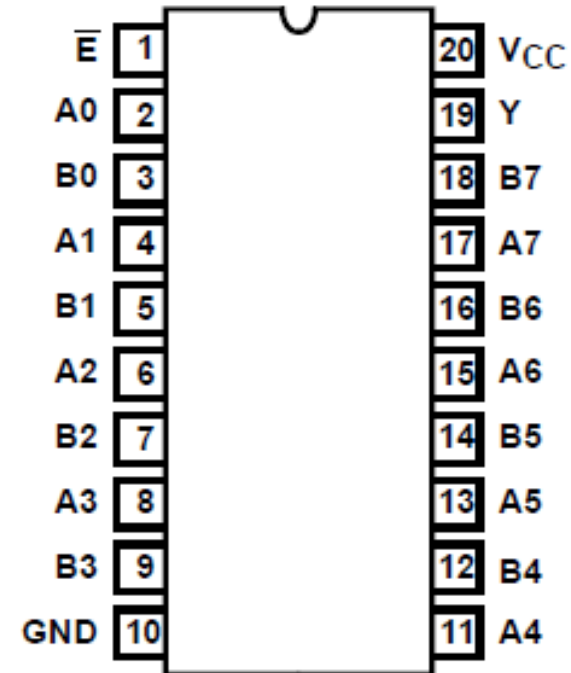 E̅ 1 20 VCC
A0 2 19 Y
B0 3 18 B7
A1 4 17 A7
B1 5 16 B6
A2 6 15 A6
B2 7 14 B5
A3 8 13 A5
B3 9 12 B4
GND 10 11 A4